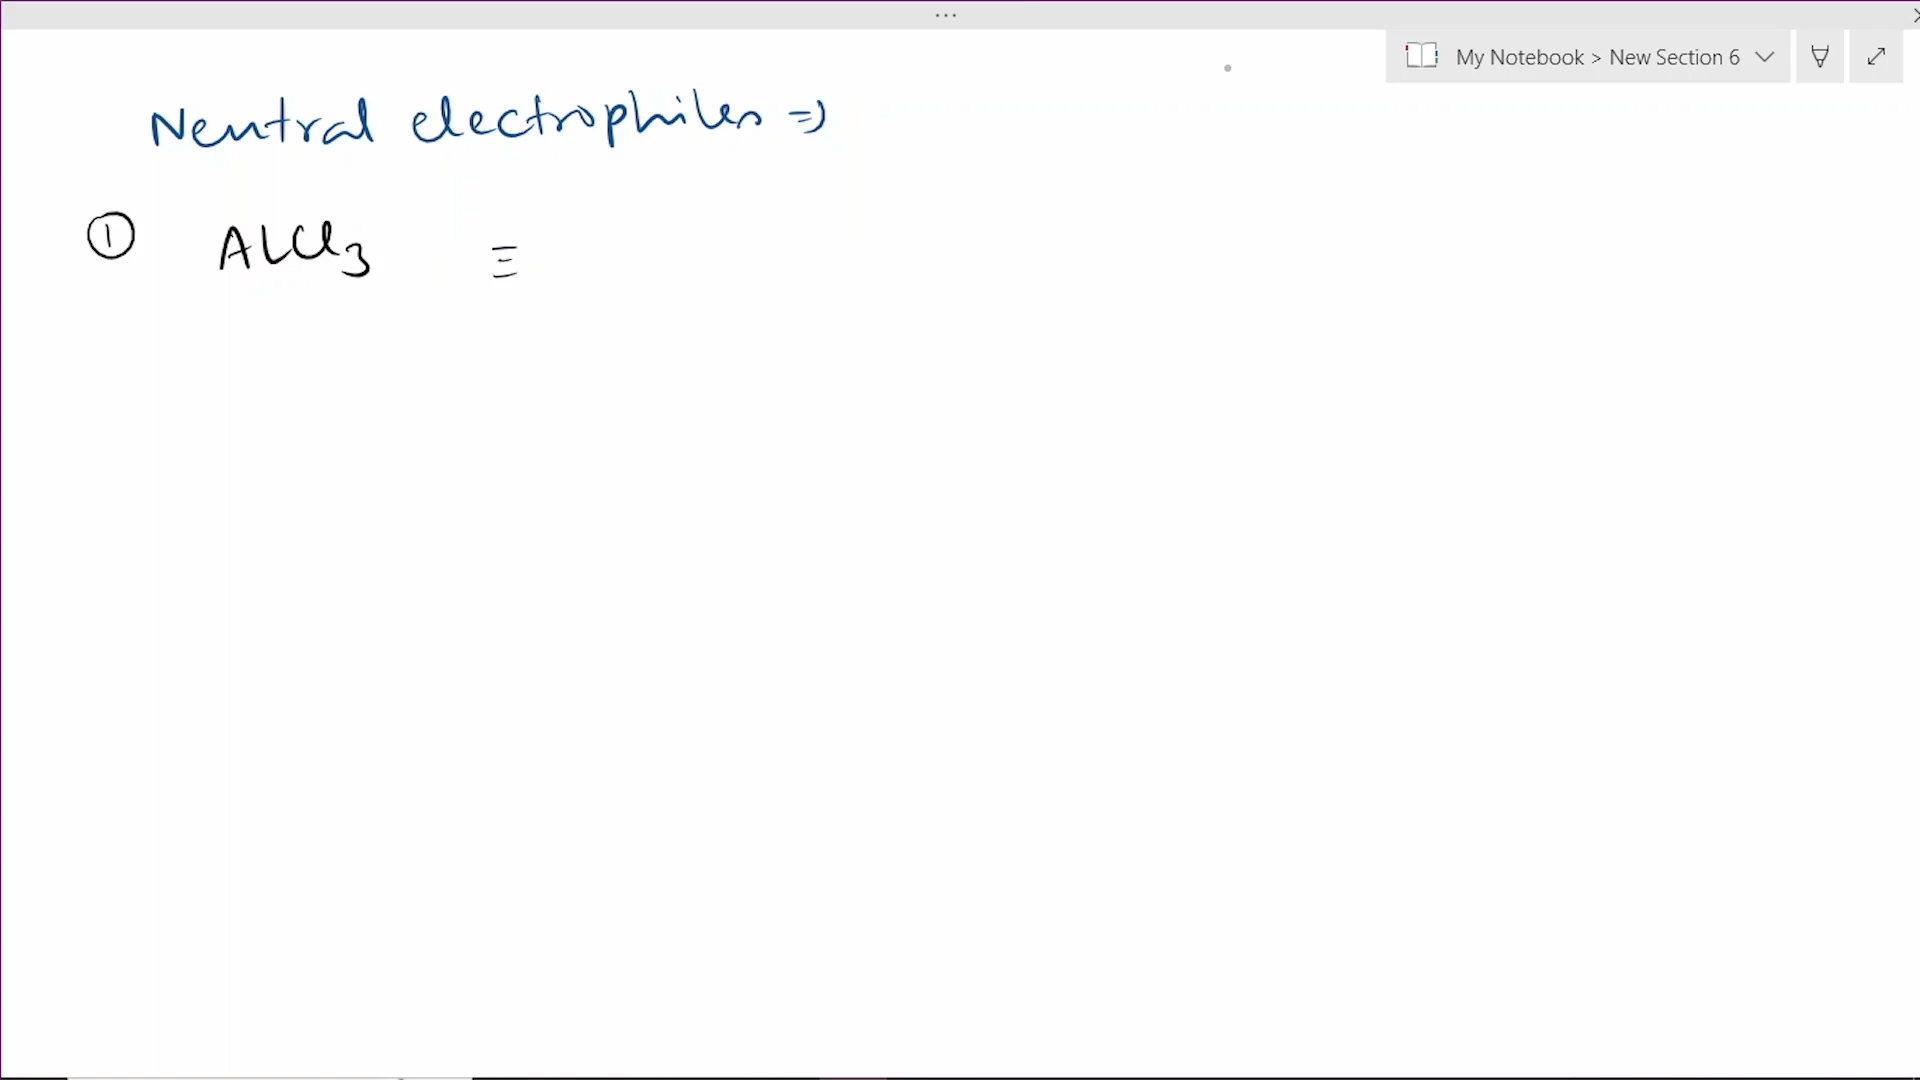 ...
My Notebook > New Section 6
Neutral electrophiles ⇒
① AlCl3 ≡